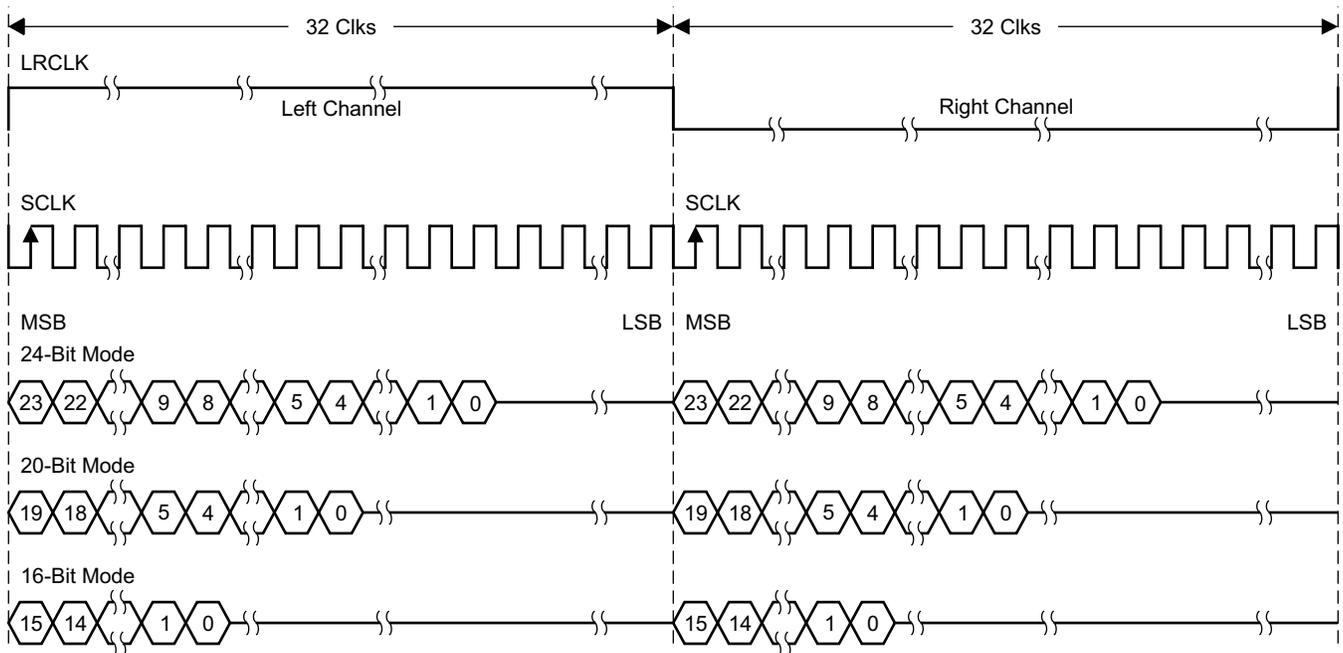 32 Clks 32 Clks
LRCLK
Left Channel Right Channel
SCLK SCLK
MSB LSB MSB LSB
24-Bit Mode
23 22 9 8 5 4 1 0 23 22 9 8 5 4 1 0
20-Bit Mode
19 18 5 4 1 0 19 18 5 4 1 0
16-Bit Mode
15 14 1 0 15 14 1 0